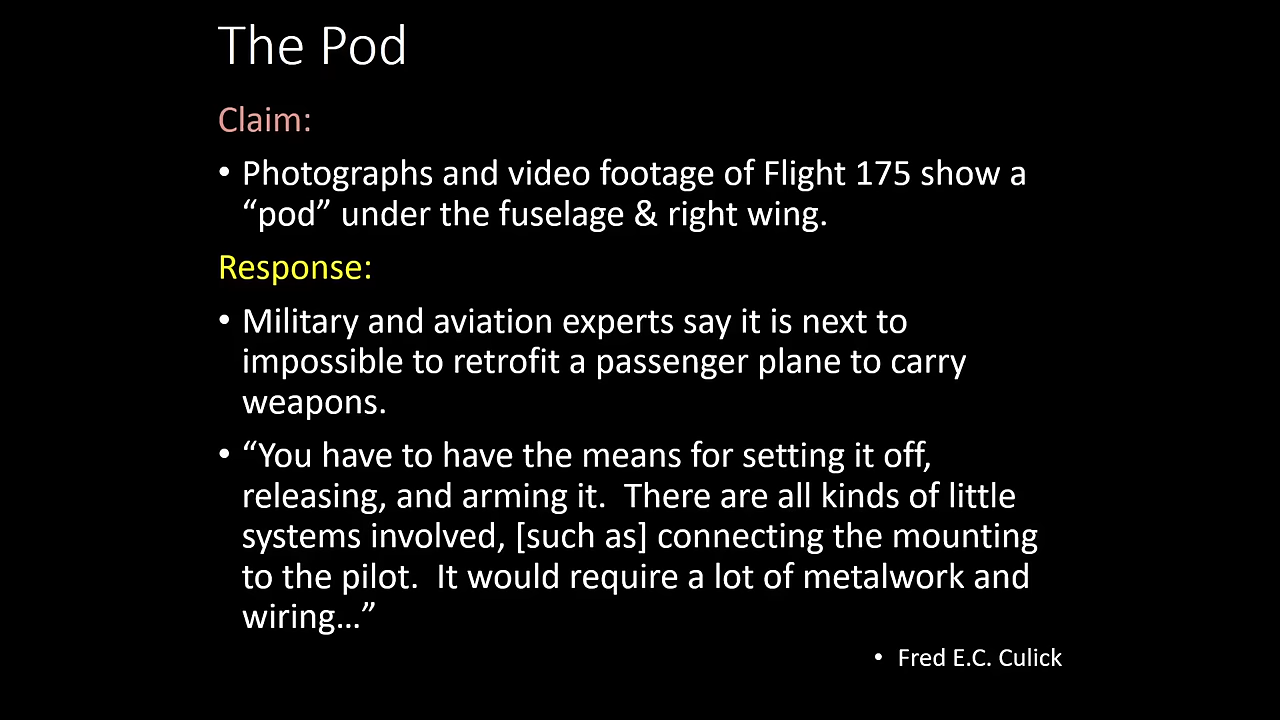 The Pod
Claim:
• Photographs and video footage of Flight 175 show a
“pod” under the fuselage & right wing.
Response:
• Military and aviation experts say it is next to
impossible to retrofit a passenger plane to carry
weapons.
• “You have to have the means for setting it off,
releasing, and arming it.  There are all kinds of little
systems involved, [such as] connecting the mounting
to the pilot.  It would require a lot of metalwork and
wiring…”
• Fred E.C. Culick